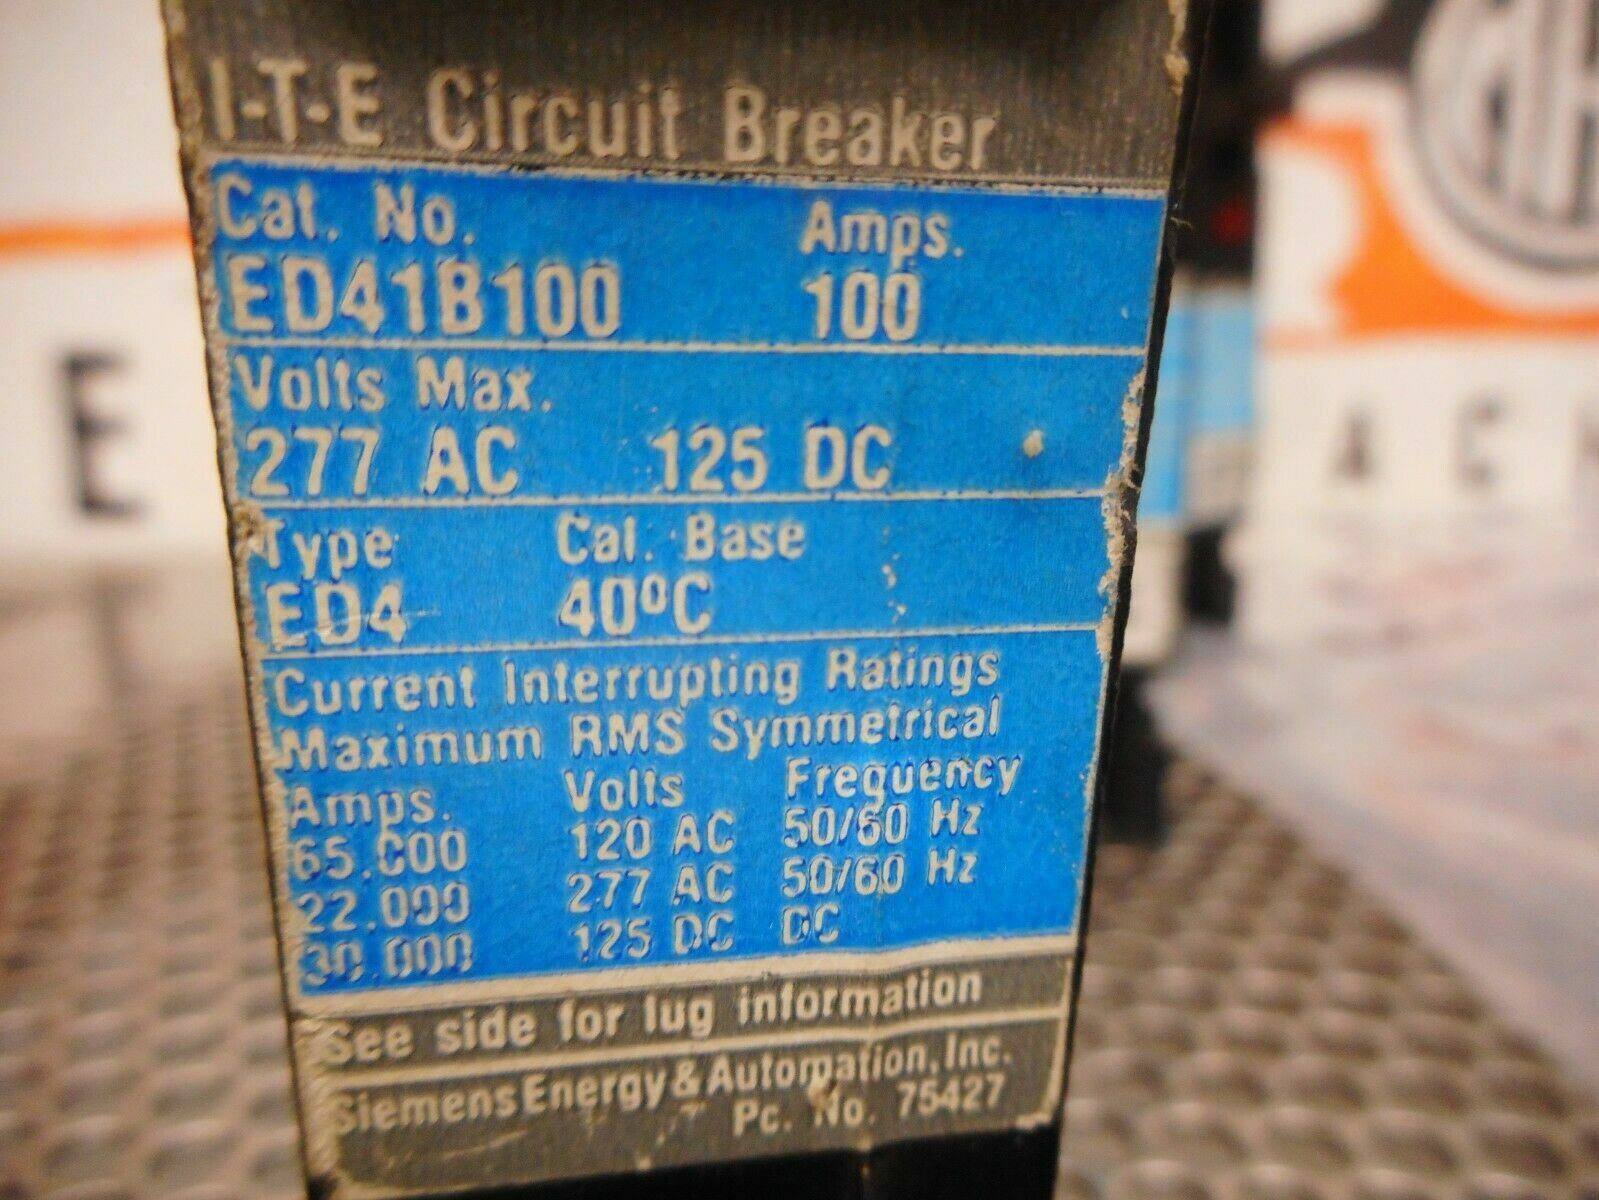 I-T-E Circuit Breaker
Cat. No. Amps.
ED41B100 100
Volts Max.
277 AC 125 DC
Type Cal. Base
ED4 40°C
Current Interrupting Ratings
Maximum RMS Symmetrical
Amps. Volts Frequency
65.000 120 AC 50/60 Hz
22.000 277 AC 50/60 Hz
30.000 125 DC DC
See side for lug information
Siemens Energy & Automation, Inc.
Pc. No. 75427
E
A C